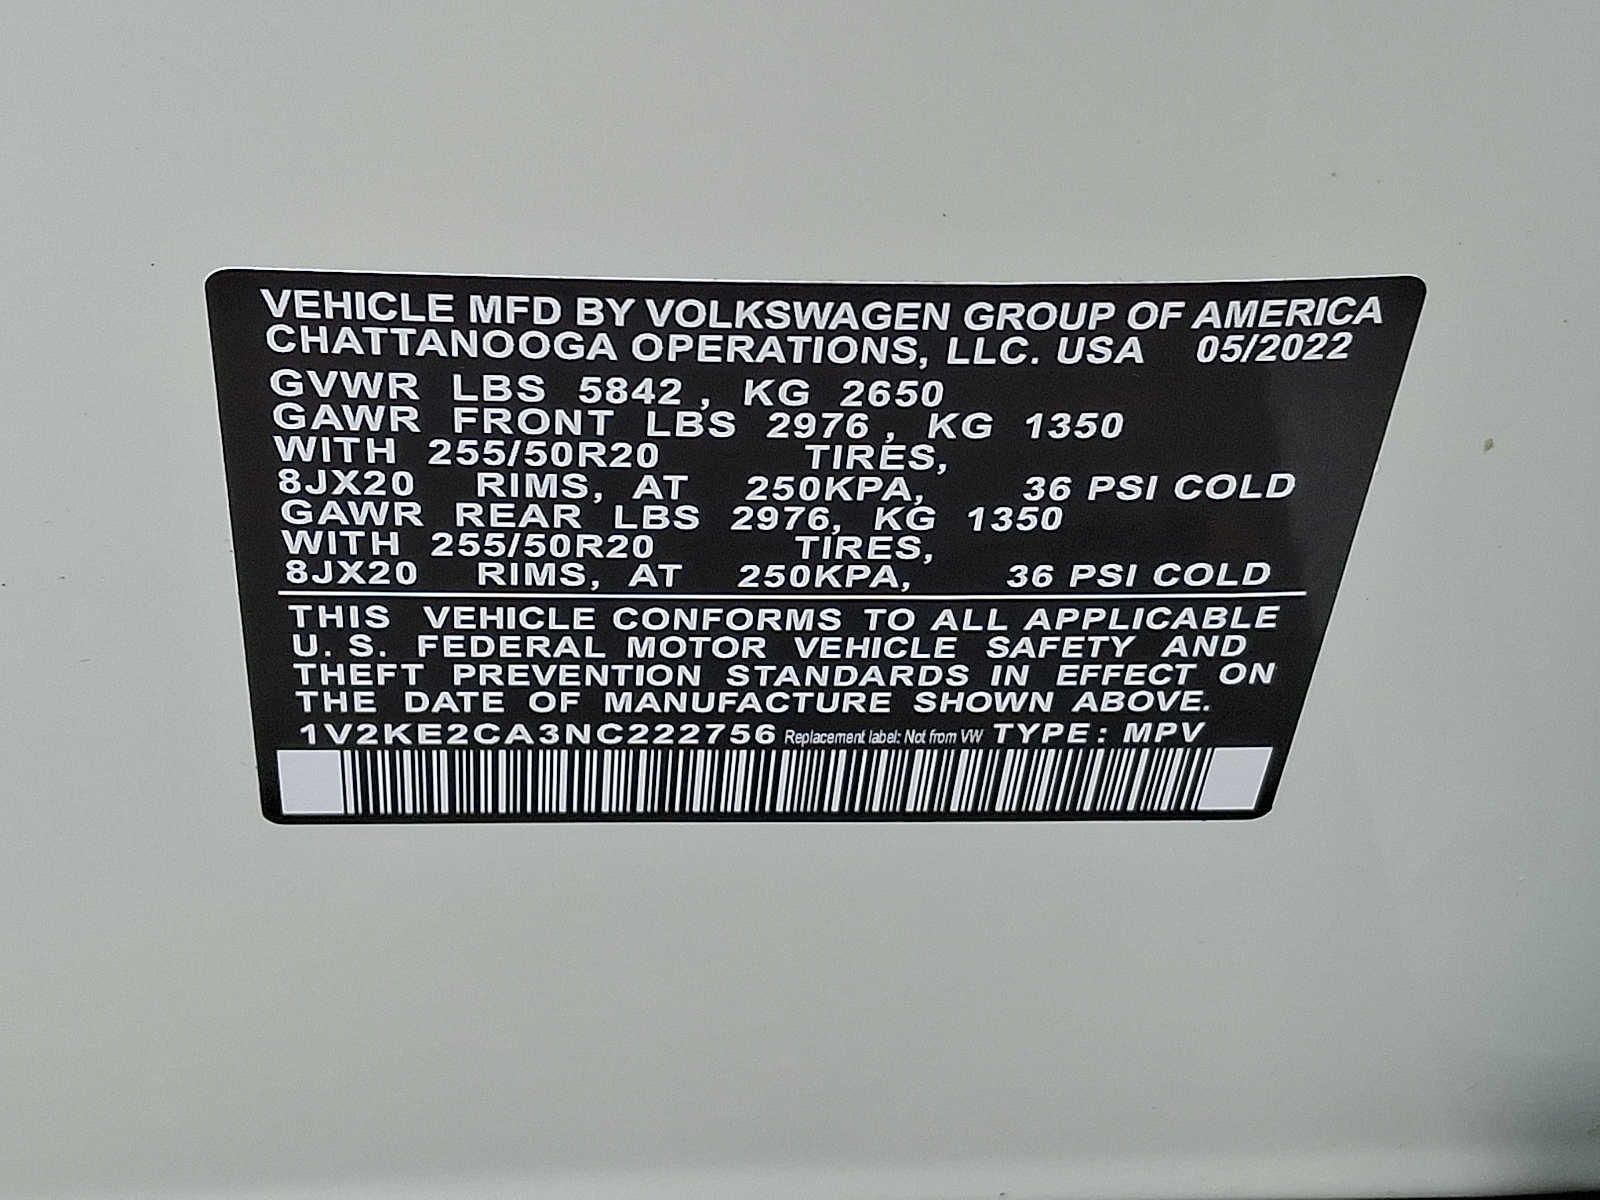 VEHICLE MFD BY VOLKSWAGEN GROUP OF AMERICA
CHATTANOOGA OPERATIONS, LLC. USA 05/2022
GVWR LBS 5842 , KG 2650
GAWR FRONT LBS 2976 , KG 1350
WITH 255/50R20 TIRES,
8JX20 RIMS, AT 250KPA, 36 PSI COLD
GAWR REAR LBS 2976, KG 1350
WITH 255/50R20 TIRES,
8JX20 RIMS, AT 250KPA, 36 PSI COLD
THIS VEHICLE CONFORMS TO ALL APPLICABLE
U. S. FEDERAL MOTOR VEHICLE SAFETY AND
THEFT PREVENTION STANDARDS IN EFFECT ON
THE DATE OF MANUFACTURE SHOWN ABOVE.
1V2KE2CA3NC222756 Replacement label: Not from VW TYPE: MPV